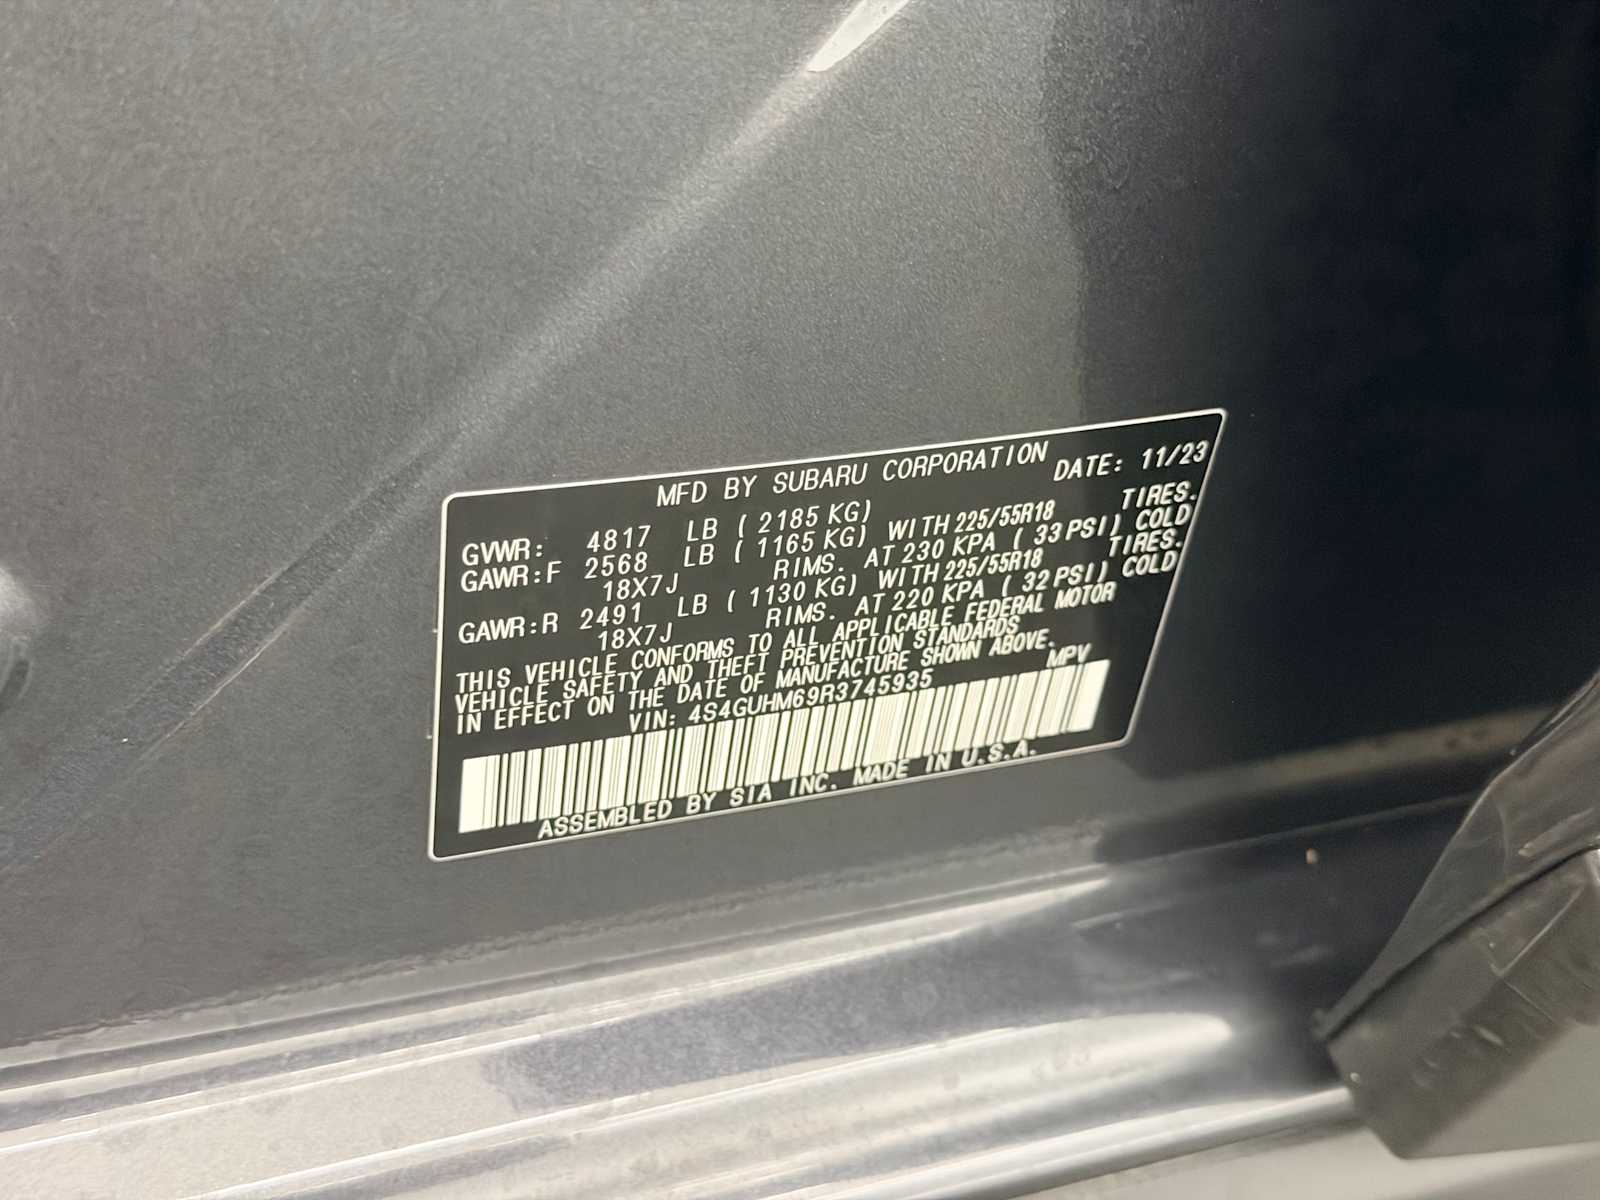 MFD BY SUBARU CORPORATION DATE: 11/23
GVWR: 4817 LB ( 2185 KG)
GAWR:F 2568 LB ( 1165 KG) WITH 225/55R18 TIRES.
18X7J RIMS. AT 230 KPA ( 33 PSI) COLD
GAWR:R 2491 LB ( 1130 KG) WITH 225/55R18 TIRES.
18X7J RIMS. AT 220 KPA ( 32 PSI) COLD
THIS VEHICLE CONFORMS TO ALL APPLICABLE FEDERAL MOTOR
VEHICLE SAFETY AND THEFT PREVENTION STANDARDS
IN EFFECT ON THE DATE OF MANUFACTURE SHOWN ABOVE.
VIN: 4S4GUHM69R3745935 MPV
ASSEMBLED BY SIA INC. MADE IN U.S.A.